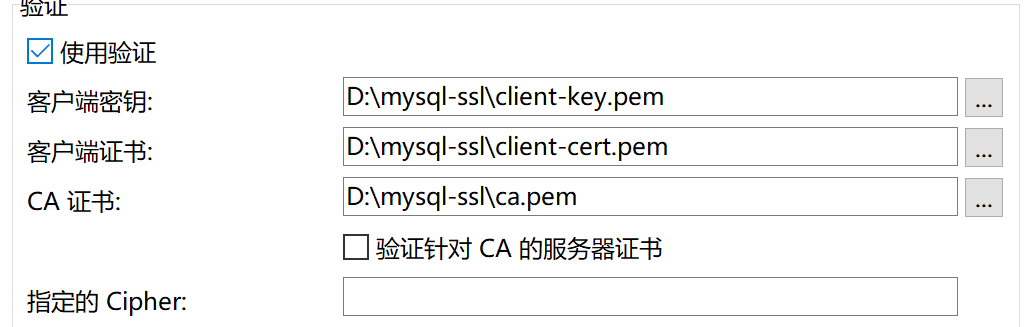 验证
使用验证
客户端密钥: D:\mysql-ssl\client-key.pem ...
客户端证书: D:\mysql-ssl\client-cert.pem ...
CA 证书: D:\mysql-ssl\ca.pem ...
验证针对 CA 的服务器证书
指定的 Cipher: